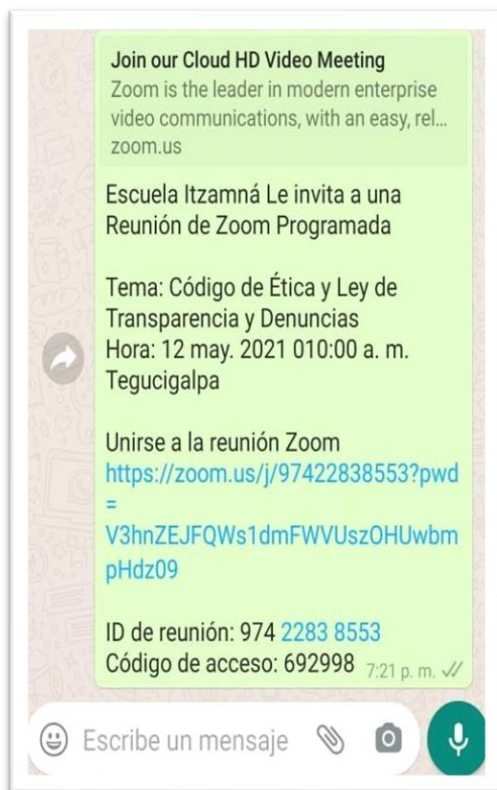 Join our Cloud HD Video Meeting
Zoom is the leader in modern enterprise
video communications, with an easy, rel...
zoom.us
Escuela Itzamná Le invita a una
Reunión de Zoom Programada
Tema: Código de Ética y Ley de
Transparencia y Denuncias
Hora: 12 may. 2021 010:00 a. m.
Tegucigalpa
Unirse a la reunión Zoom
https://zoom.us/j/97422838553?pwd
=
V3hnZEJFQWs1dmFWVUszOHUwbm
pHdz09
ID de reunión: 974 2283 8553
Código de acceso: 692998 7:21 p. m.
Escribe un mensaje